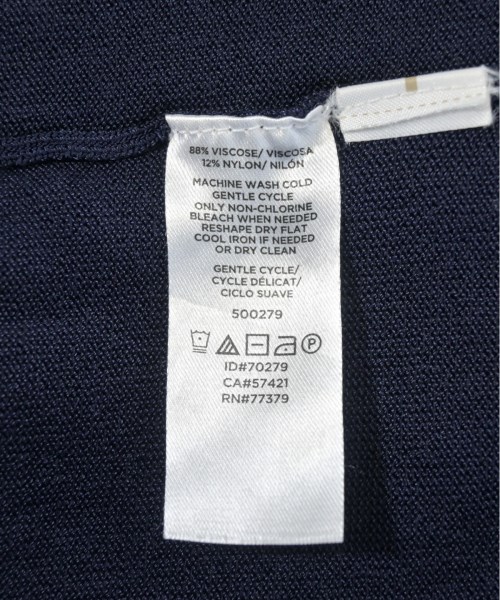 88% VISCOSE/ VISCOSA
12% NYLON/ NILÓN
MACHINE WASH COLD
GENTLE CYCLE
ONLY NON-CHLORINE
BLEACH WHEN NEEDED
RESHAPE DRY FLAT
COOL IRON IF NEEDED
OR DRY CLEAN
GENTLE CYCLE/
CYCLE DÉLICAT/
CICLO SUAVE
500279
P
ID#70279
CA#57421
RN#77379